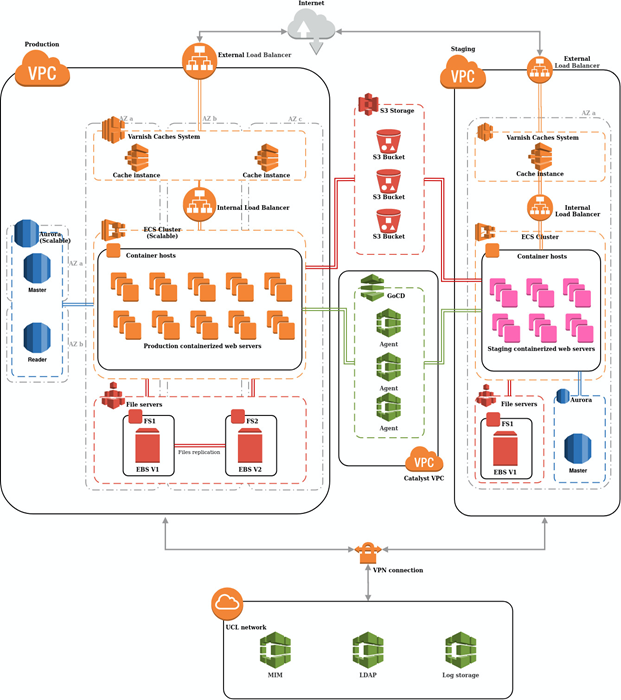 Internet
Production
VPC
External Load Balancer
Staging
VPC
External
Load Balancer
AZ a
AZ b
AZ c
Varnish Caches System
Cache instance
Cache instance
Internal Load Balancer
ECS Cluster
(Scalable)
Container hosts
Production containerized web servers
Aurora
(Scalable)
AZ a
Master
AZ b
Reader
File servers
FS1
EBS V1
Files replication
FS2
EBS V2
S3 Storage
S3 Bucket
S3 Bucket
S3 Bucket
GoCD
Agent
Agent
Agent
VPC
Catalyst VPC
AZ a
Varnish Caches System
Cache instance
Internal
Load Balancer
ECS Cluster
Container hosts
Staging containerized web servers
File servers
FS1
EBS V1
Aurora
Master
VPN connection
UCL network
MIM
LDAP
Log storage